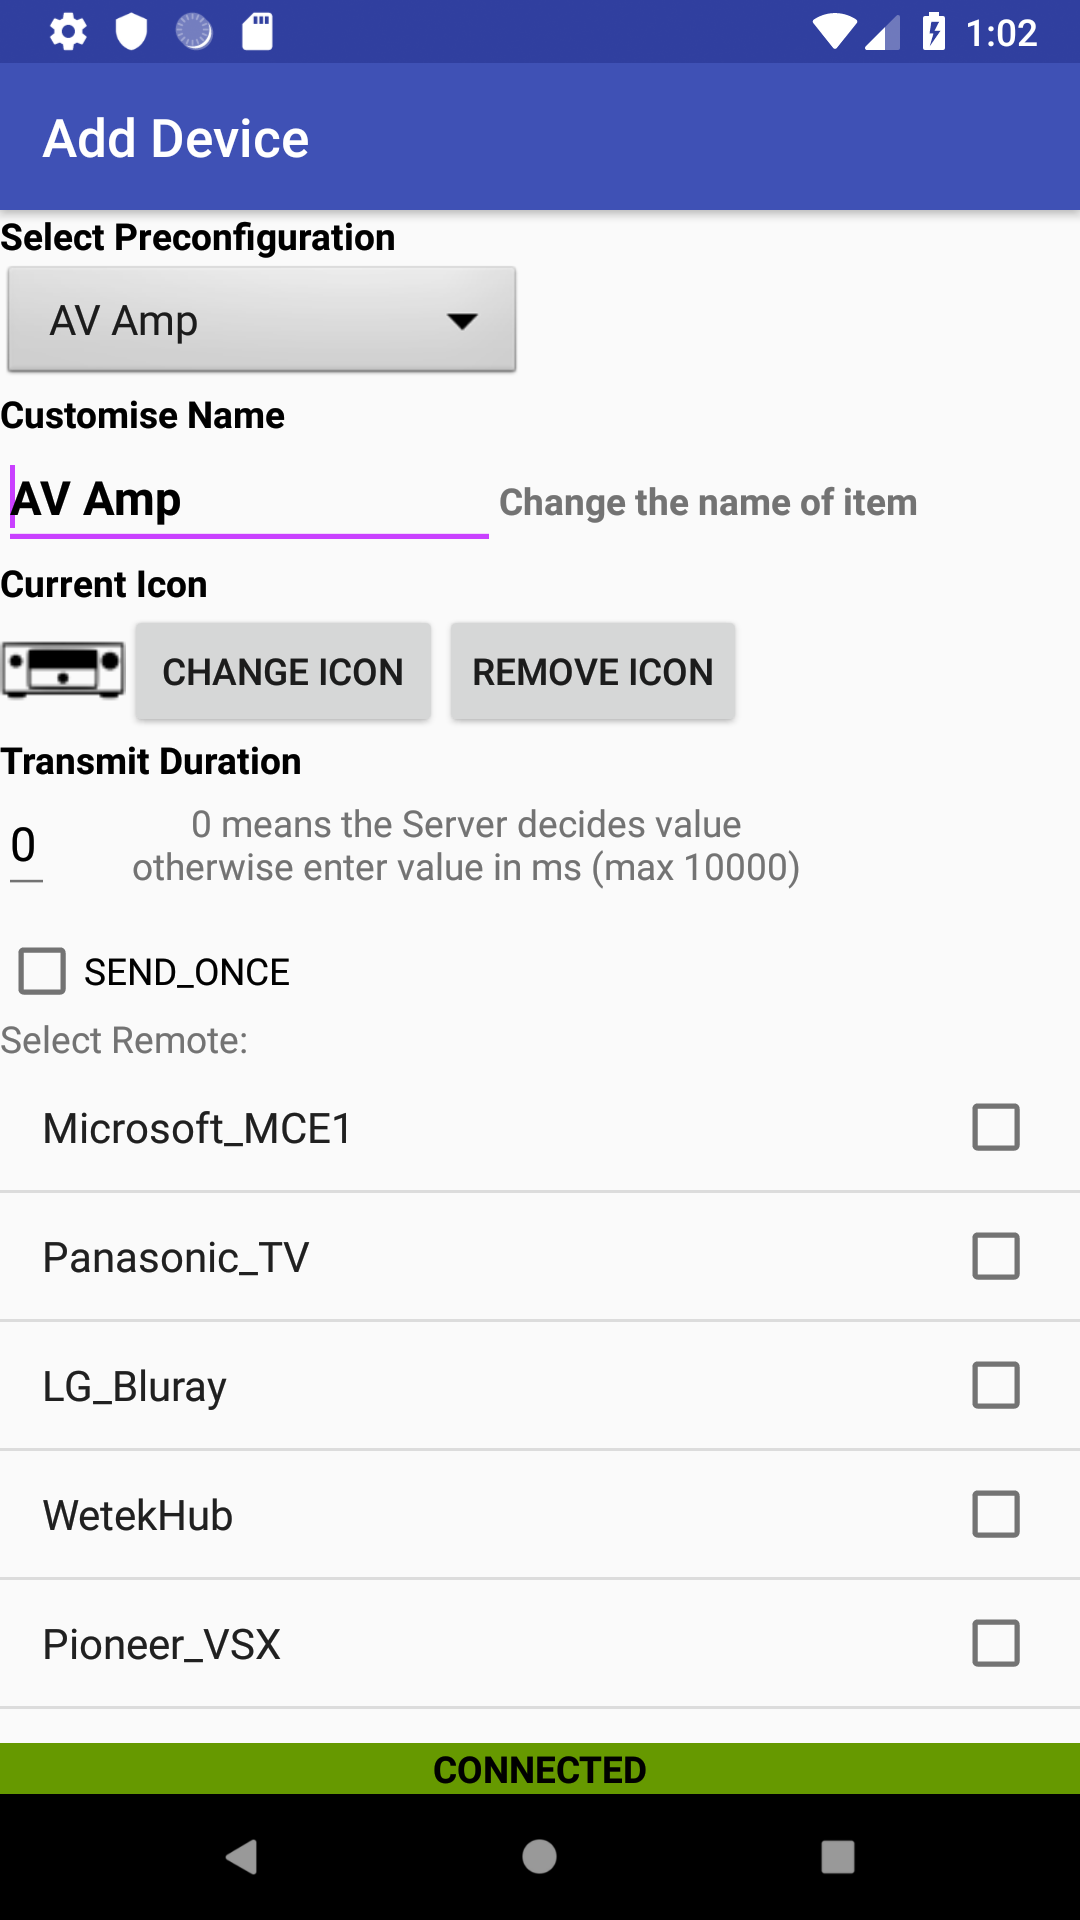 1:02
Add Device
Select Preconfiguration
AV Amp
Customise Name
AV Amp
Change the name of item
Current Icon
CHANGE ICON
REMOVE ICON
Transmit Duration
0
0 means the Server decides value
otherwise enter value in ms (max 10000)
SEND_ONCE
Select Remote:
Microsoft_MCE1
Panasonic_TV
LG_Bluray
WetekHub
Pioneer_VSX
CONNECTED